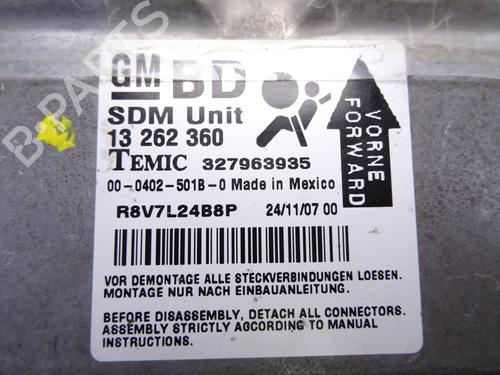 GM BD
SDM Unit
13 262 360
TEMIC 327963935
00-0402-501B-0 Made in Mexico
R8V7L24B8P 24/11/07 00
VORNE
FORWARD
VOR DEMONTAGE ALLE STECKVERBINDUNGEN LOESEN.
MONTAGE NUR NACH EINBAUANLEITUNG.
BEFORE DISASSEMBLY, DETACH ALL CONNECTORS.
ASSEMBLY STRICTLY ACCORDING TO MANUAL
INSTRUCTIONS.
B-PARTS